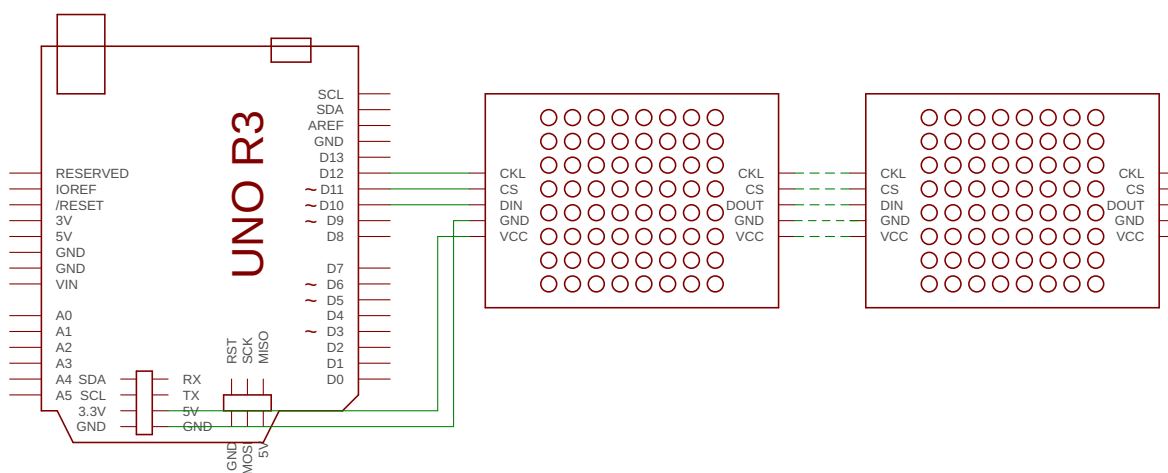 UNO R3
RESERVED
IOREF
/RESET
3V
5V
GND
GND
VIN
A0
A1
A2
A3
A4
A5
SDA
SCL
3.3V
GND
RX
TX
5V
GND
RST
SCK
MISO
GND
MOSI
5V
SCL
SDA
AREF
GND
D13
D12
~ D11
~ D10
~ D9
D8
D7
~ D6
~ D5
D4
~ D3
D2
D1
D0
CKL
CS
DIN
GND
VCC
CKL
CS
DOUT
GND
VCC
CKL
CS
DIN
GND
VCC
CKL
CS
DOUT
GND
VCC